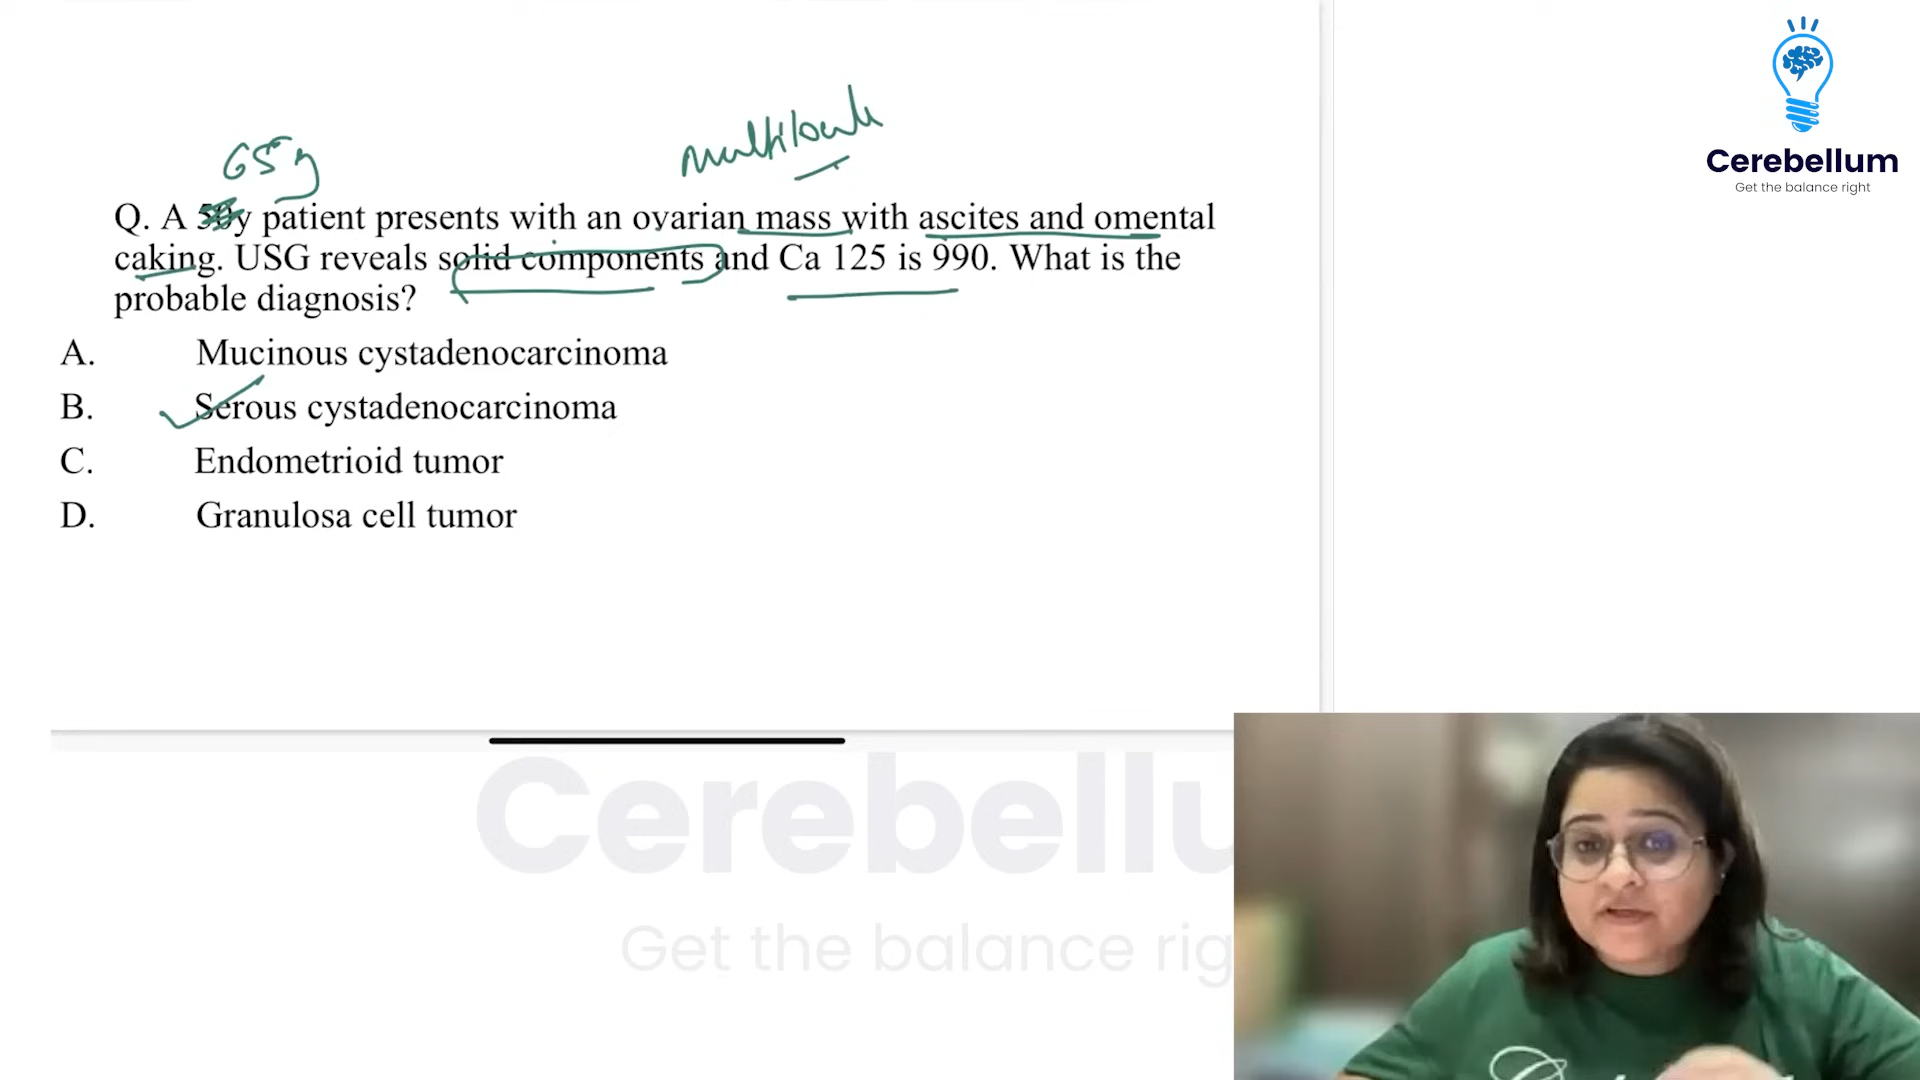 Cerebellum
Get the balance right
65y
Q. A 50y patient presents with an ovarian mass with ascites and omental
caking. USG reveals solid components and Ca 125 is 990. What is the
probable diagnosis?
A. Mucinous cystadenocarcinoma
B. Serous cystadenocarcinoma
C. Endometrioid tumor
D. Granulosa cell tumor
Cerebellu
Get the balance rig